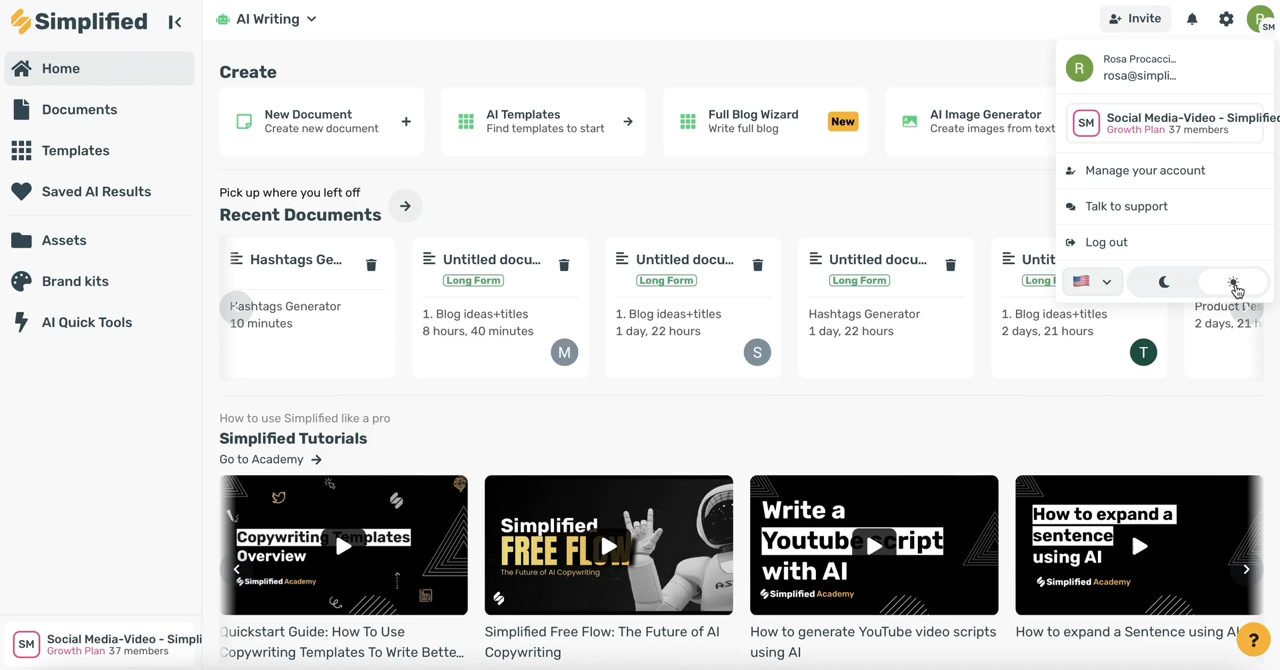 Simplified
AI Writing
Invite
SM
Home
Documents
Templates
Saved AI Results
Assets
Brand kits
AI Quick Tools
SM
Social Media-Video - Simpli
Growth Plan 37 members
Create
New Document
Create new document
+
AI Templates
Find templates to start
Full Blog Wizard
Write full blog
New
AI Image Generator
Create images from text
R
Rosa Procacci...
rosa@simpli...
SM
Social Media-Video - Simplified
Growth Plan 37 members
Manage your account
Talk to support
Log out
Pick up where you left off
Recent Documents
Hashtags Ge...
Hashtags Generator
10 minutes
Untitled docu...
Long Form
1. Blog ideas+titles
8 hours, 40 minutes
M
Untitled docu...
Long Form
1. Blog ideas+titles
1 day, 22 hours
S
Untitled docu...
Long Form
Hashtags Generator
1 day, 22 hours
Untit
Long F
1. Blog ideas+titles
2 days, 21 hours
T
Product Des
2 days, 21 h
How to use Simplified like a pro
Simplified Tutorials
Go to Academy
Copywriting Templates
Overview
Simplified Academy
Simplified
FREE FLOW
The Future of AI Copywriting
Write a
Youtube script
with AI
Simplified Academy
How to expand a
sentence
using AI
Simplified Academy
Quickstart Guide: How To Use
Copywriting Templates To Write Bette...
Simplified Free Flow: The Future of AI
Copywriting
How to generate YouTube video scripts
using AI
How to expand a Sentence using AI
?